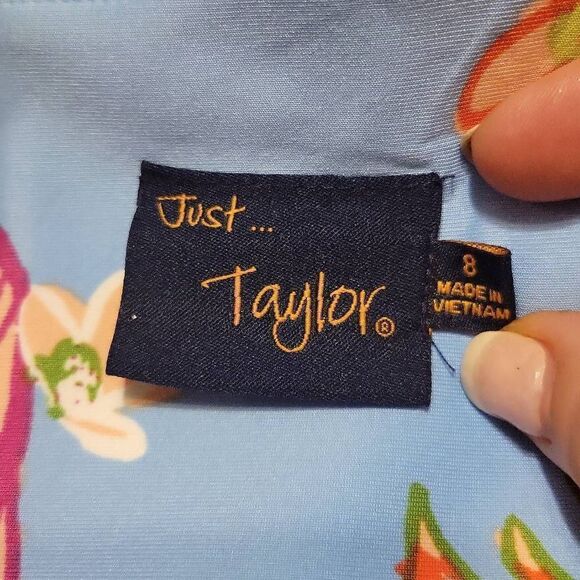 Just ...
Taylor®
8
MADE IN
VIETNAM